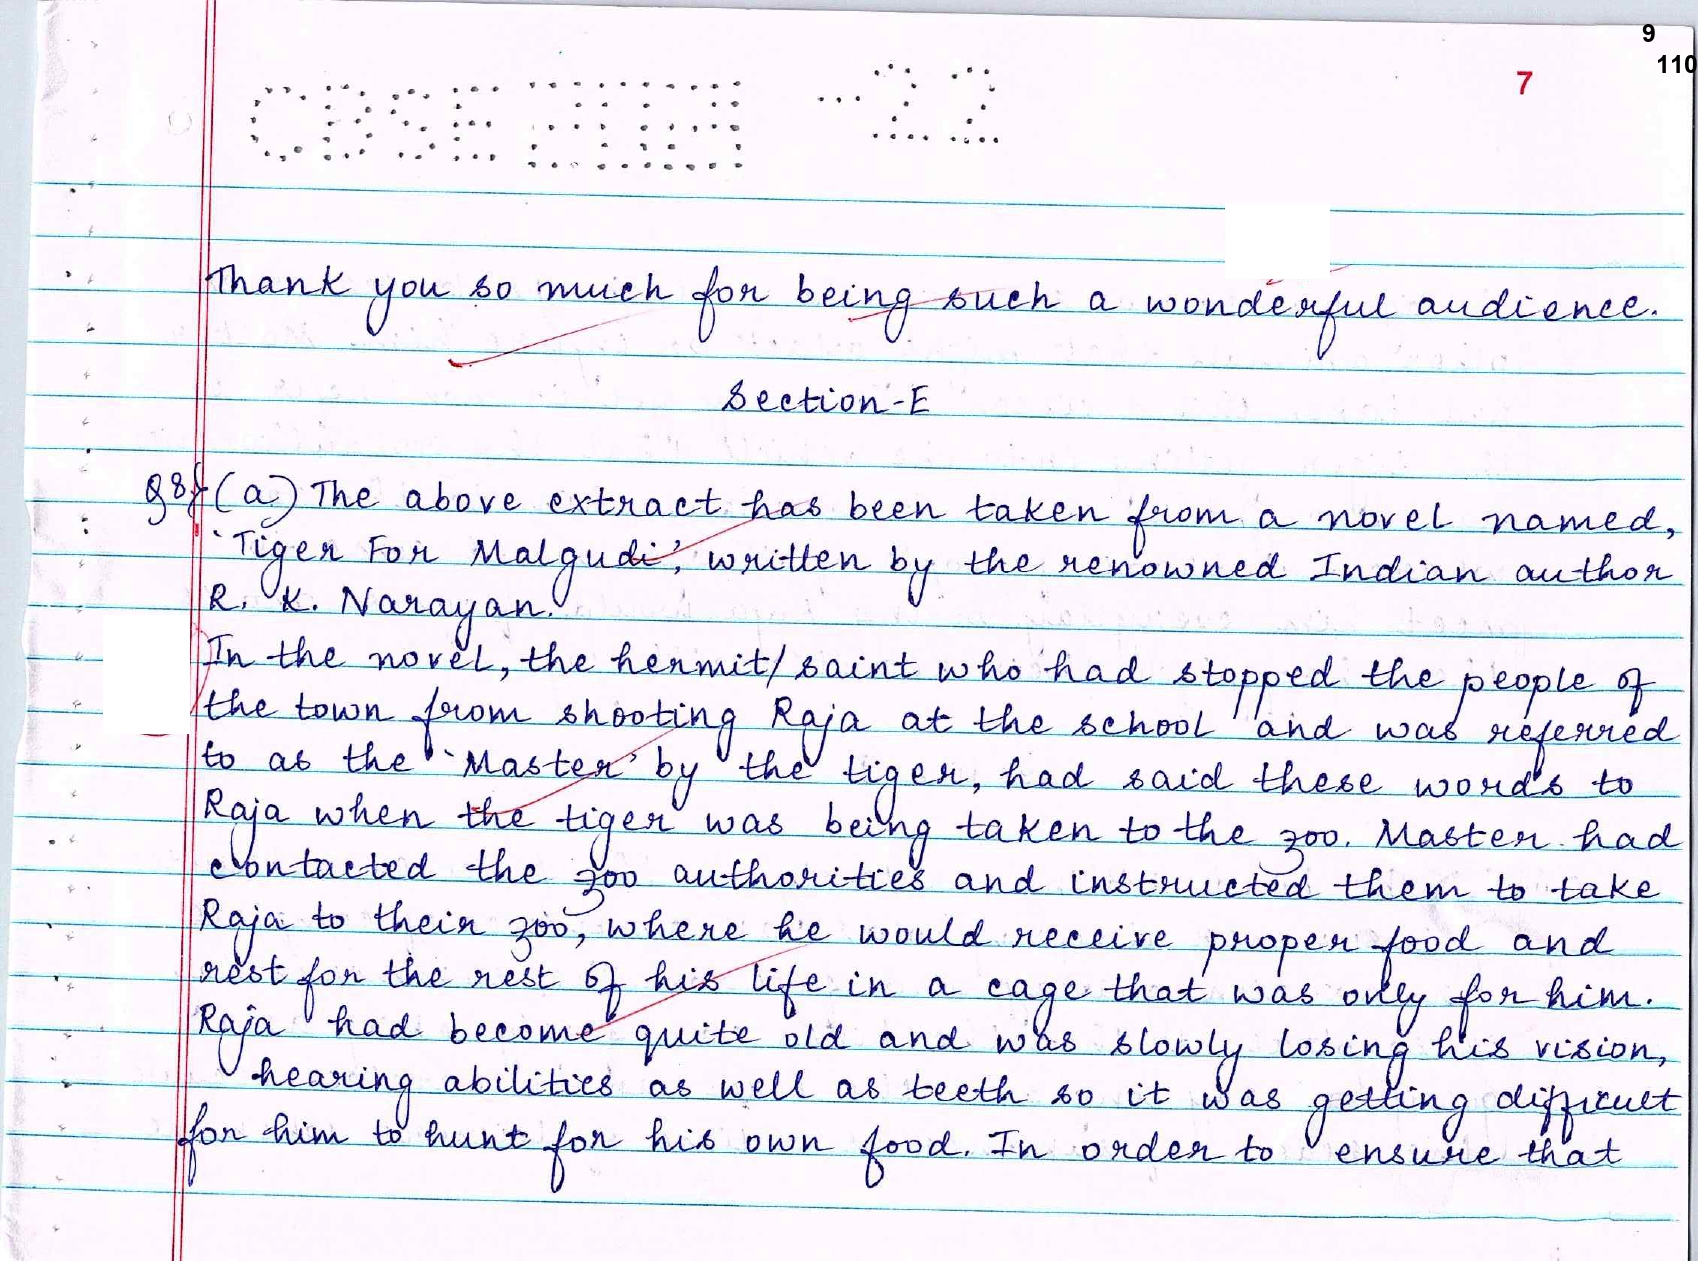 9
110
7
CBSE -22
Thank you so much for being such a wonderful audience.
Section-E
Q8. (a) The above extract has been taken from a novel named,
'Tiger For Malgudi', written by the renowned Indian author
R. K. Narayan.
In the novel, the hermit/saint who had stopped the people of
the town from shooting Raja at the school and was referred
to as the 'Master' by the tiger, had said these words to
Raja when the tiger was being taken to the zoo. Master had
contacted the zoo authorities and instructed them to take
Raja to their zoo, where he would receive proper food and
rest for the rest of his life in a cage that was only for him.
Raja had become quite old and was slowly losing his vision,
hearing abilities as well as teeth so it was getting difficult
for him to hunt for his own food. In order to ensure that